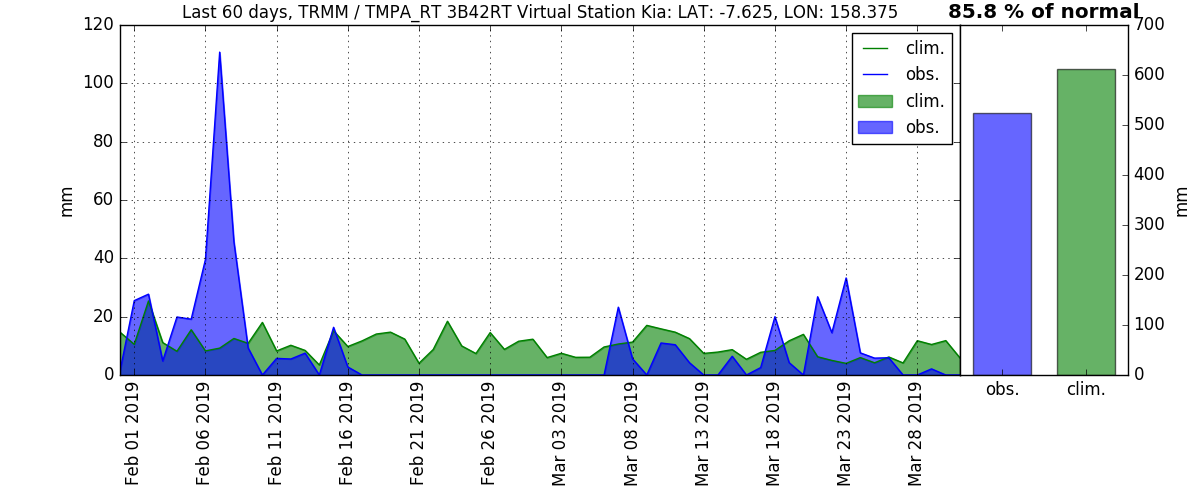 Last 60 days, TRMM / TMPA_RT 3B42RT Virtual Station Kia: LAT: -7.625, LON: 158.375
85.8 % of normal
120
100
80
60
40
20
0
mm
clim.
obs.
clim.
obs.
700
600
500
400
300
200
100
0
mm
obs.
clim.
Feb 01 2019
Feb 06 2019
Feb 11 2019
Feb 16 2019
Feb 21 2019
Feb 26 2019
Mar 03 2019
Mar 08 2019
Mar 13 2019
Mar 18 2019
Mar 23 2019
Mar 28 2019